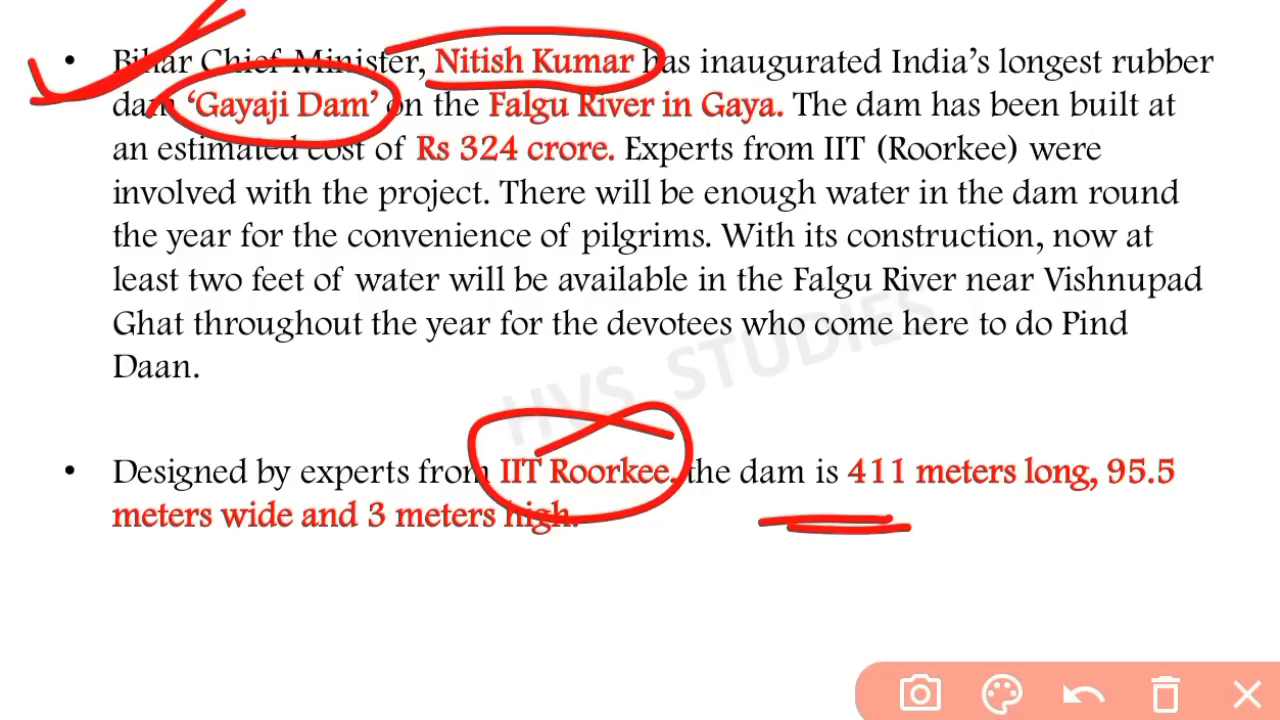 • Bihar Chief Minister, Nitish Kumar has inaugurated India's longest rubber
dam 'Gayaji Dam' on the Falgu River in Gaya. The dam has been built at
an estimated cost of Rs 324 crore. Experts from IIT (Roorkee) were
involved with the project. There will be enough water in the dam round
the year for the convenience of pilgrims. With its construction, now at
least two feet of water will be available in the Falgu River near Vishnupad
Ghat throughout the year for the devotees who come here to do Pind
Daan.
HVS STUDIES
• Designed by experts from IIT Roorkee, the dam is 411 meters long, 95.5
meters wide and 3 meters high.